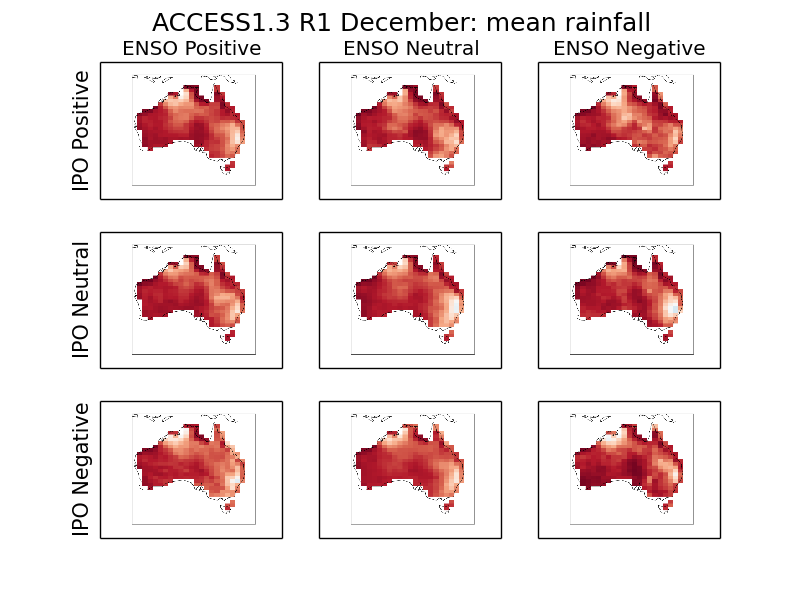 ACCESS1.3 R1 December: mean rainfall
ENSO Positive
ENSO Neutral
ENSO Negative
IPO Positive
IPO Neutral
IPO Negative